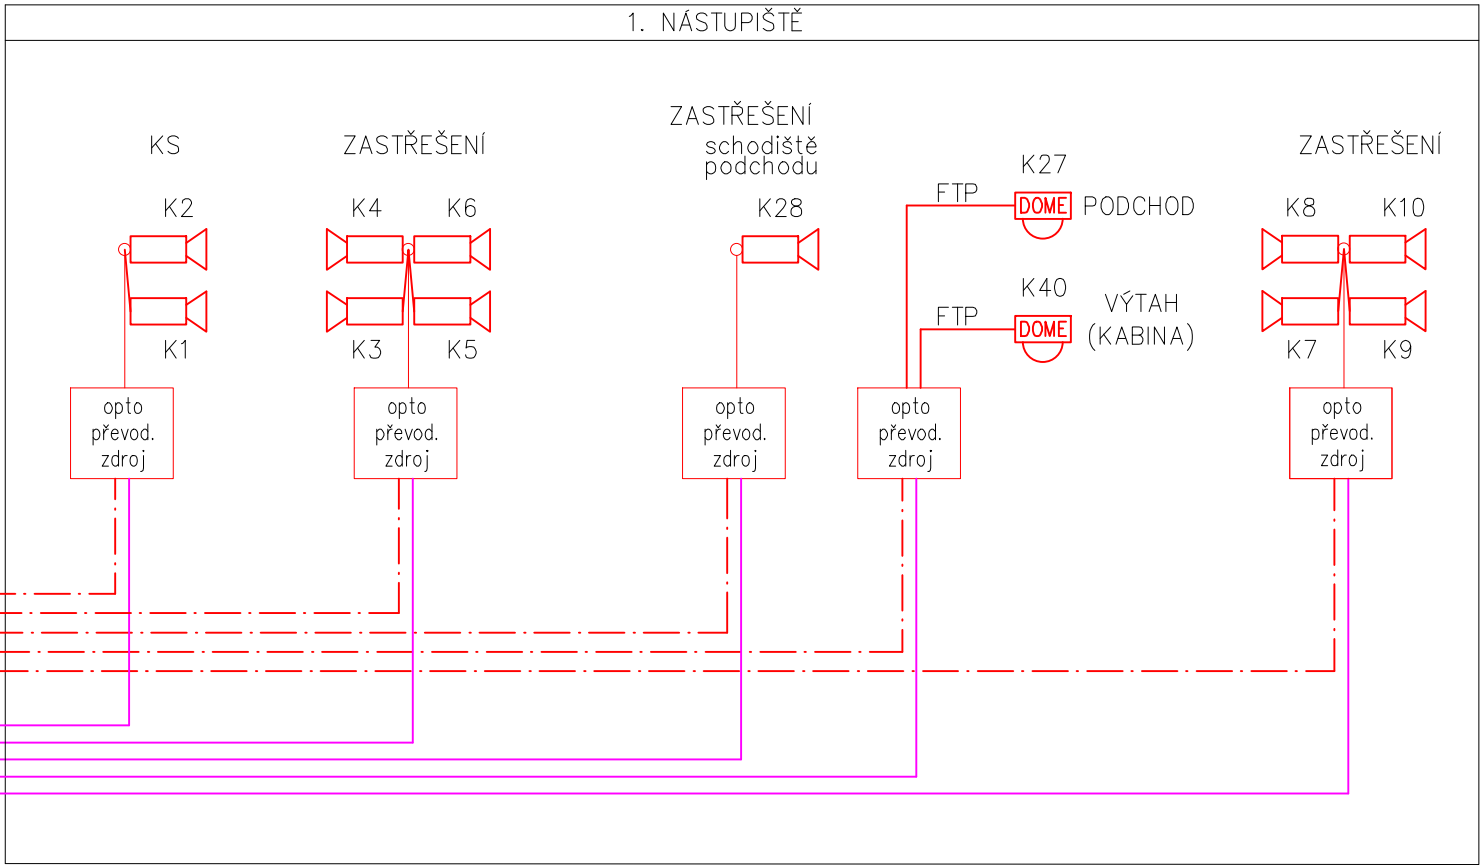 1. NÁSTUPIŠTĚ
KS
K2
K1
opto
převod.
zdroj
ZASTŘEŠENÍ
K4 K6
K3 K5
opto
převod.
zdroj
ZASTŘEŠENÍ
schodiště
podchodu
K28
opto
převod.
zdroj
K27
FTP DOME PODCHOD
K40
FTP DOME VÝTAH
(KABINA)
opto
převod.
zdroj
ZASTŘEŠENÍ
K8 K10
K7 K9
opto
převod.
zdroj